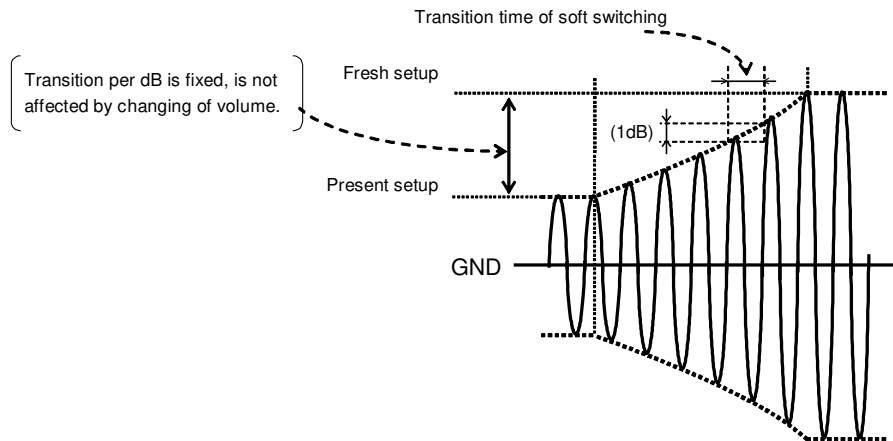 Transition time of soft switching
Transition per dB is fixed, is not
affected by changing of volume.
Fresh setup
(1dB)
Present setup
GND